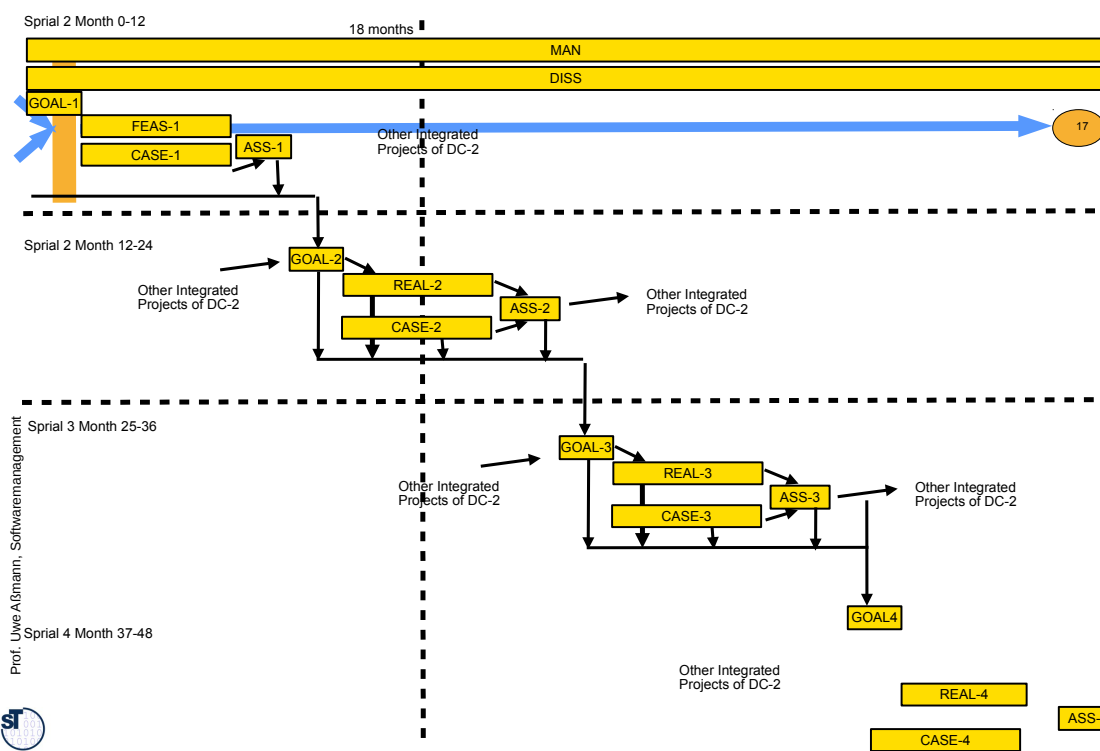 Sprial 2 Month 0-12
18 months
MAN
DISS
GOAL-1
FEAS-1
Other Integrated
Projects of DC-2
17
CASE-1
ASS-1
Sprial 2 Month 12-24
GOAL-2
Other Integrated
Projects of DC-2
REAL-2
ASS-2
Other Integrated
Projects of DC-2
CASE-2
Sprial 3 Month 25-36
GOAL-3
Other Integrated
Projects of DC-2
REAL-3
ASS-3
Other Integrated
Projects of DC-2
CASE-3
GOAL4
Sprial 4 Month 37-48
Other Integrated
Projects of DC-2
REAL-4
ASS-
CASE-4
Prof. Uwe Aßmann, Softwaremanagement
ST